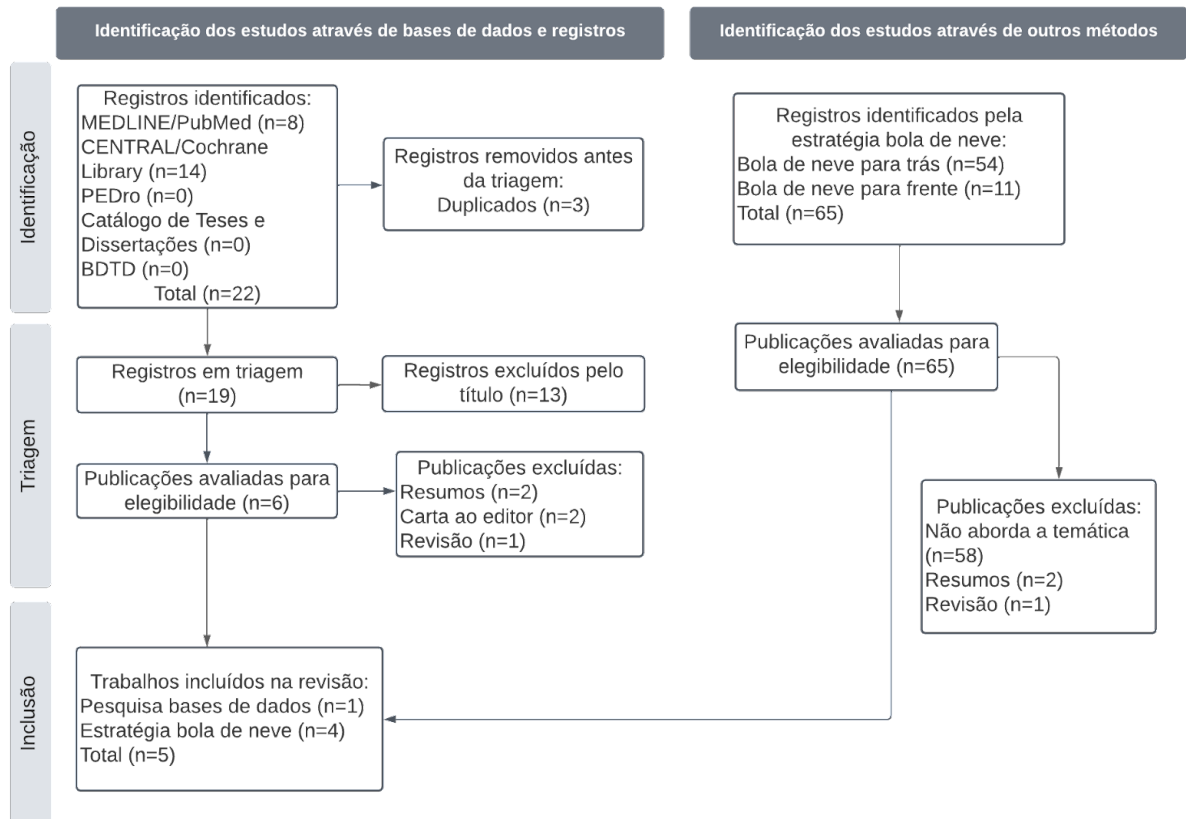 Identificação dos estudos através de bases de dados e registros
Identificação dos estudos através de outros métodos
Identificação
Registros identificados:
MEDLINE/PubMed (n=8)
CENTRAL/Cochrane
Library (n=14)
PEDro (n=0)
Catálogo de Teses e
Dissertações (n=0)
BDTD (n=0)
Total (n=22)
Registros removidos antes
da triagem:
Duplicados (n=3)
Registros identificados pela
estratégia bola de neve:
Bola de neve para trás (n=54)
Bola de neve para frente (n=11)
Total (n=65)
Triagem
Registros em triagem
(n=19)
Registros excluídos pelo
título (n=13)
Publicações avaliadas para
elegibilidade (n=65)
Publicações avaliadas para
elegibilidade (n=6)
Publicações excluídas:
Resumos (n=2)
Carta ao editor (n=2)
Revisão (n=1)
Publicações excluídas:
Não aborda a temática
(n=58)
Resumos (n=2)
Revisão (n=1)
Inclusão
Trabalhos incluídos na revisão:
Pesquisa bases de dados (n=1)
Estratégia bola de neve (n=4)
Total (n=5)